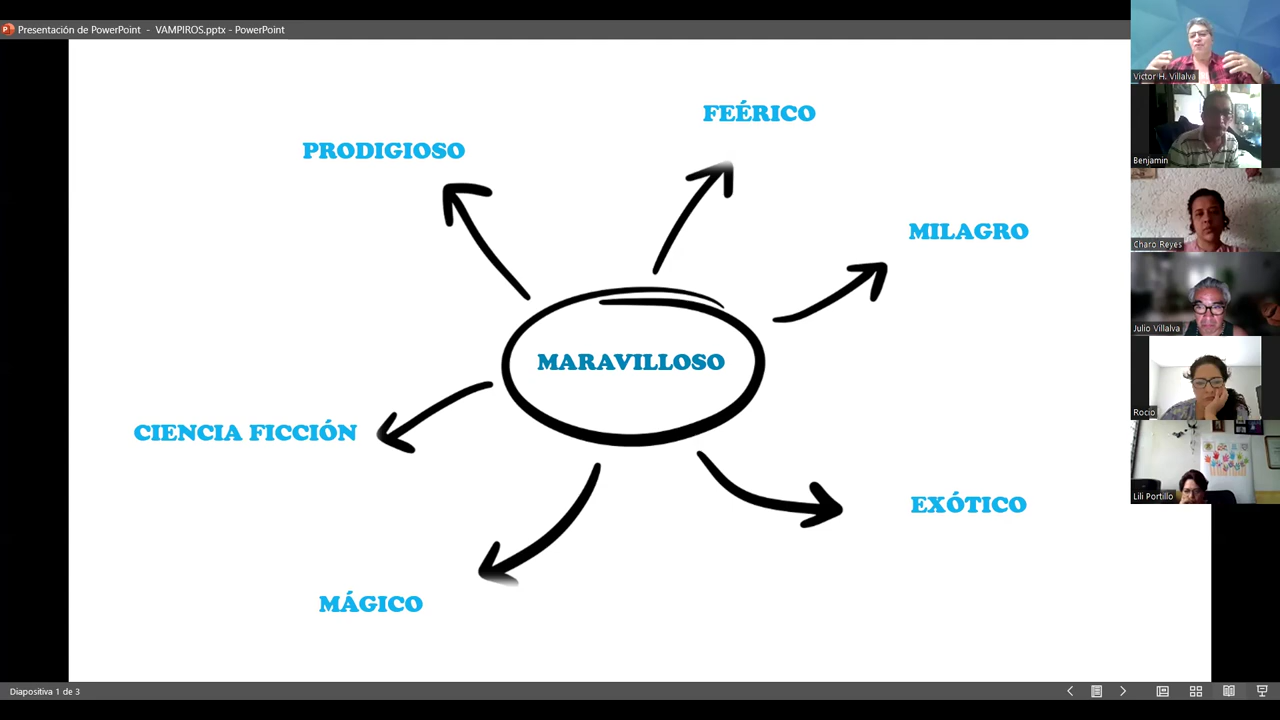 Presentación de PowerPoint - VAMPIROS.pptx - PowerPoint
FEÉRICO
PRODIGIOSO
MILAGRO
MARAVILLOSO
CIENCIA FICCIÓN
EXÓTICO
MÁGICO
Victor H. Villalva
Benjamin
Charo Reyes
Julio Villalva
Rocio
Lili Portillo
Diapositiva 1 de 3